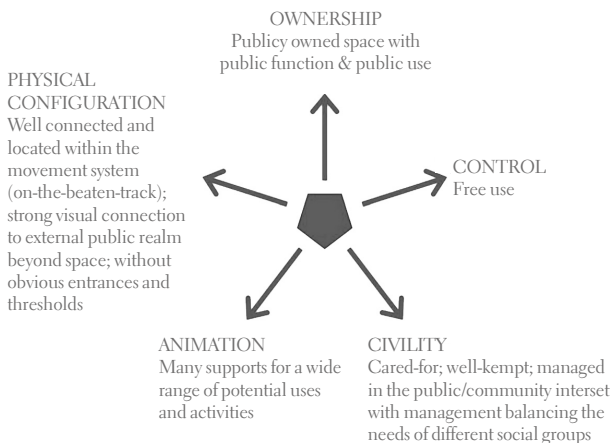 OWNERSHIP
Publicy owned space with
public function & public use
PHYSICAL
CONFIGURATION
Well connected and
located within the
movement system
(on-the-beaten-track);
strong visual connection
to external public realm
beyond space; without
obvious entrances and
thresholds
CONTROL
Free use
ANIMATION
Many supports for a wide
range of potential uses
and activities
CIVILITY
Cared-for; well-kempt; managed
in the public/community interset
with management balancing the
needs of different social groups